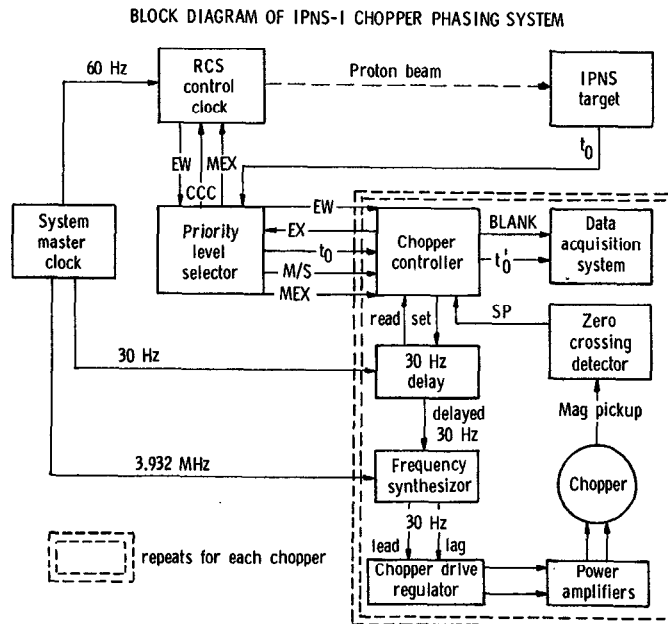 BLOCK DIAGRAM OF IPNS-I CHOPPER PHASING SYSTEM
60 Hz
RCS
control
clock
Proton beam
IPNS
target
t0
EW
CCC
MEX
System
master
clock
Priority
level
selector
EW
EX
t0
M/S
MEX
Chopper
controller
BLANK
t0'
Data
acquisition
system
read
set
SP
Zero
crossing
detector
30 Hz
30 Hz
delay
Mag pickup
delayed
30 Hz
3.932 MHz
Frequency
synthesizor
Chopper
30 Hz
lead
lag
repeats for each chopper
Chopper drive
regulator
Power
amplifiers